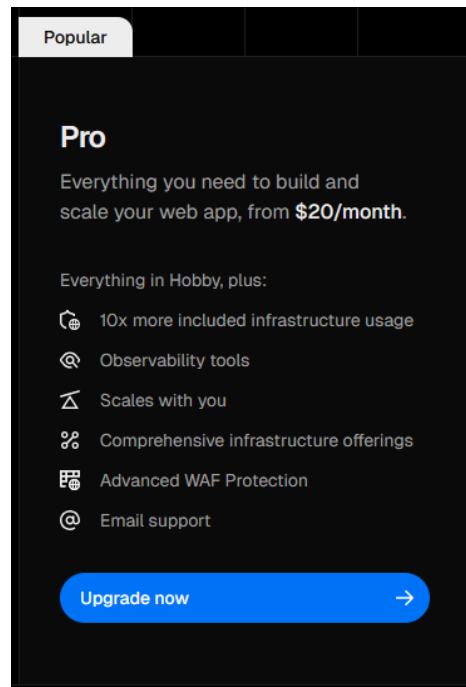 Popular
Pro
Everything you need to build and
scale your web app, from $20/month.
Everything in Hobby, plus:
10x more included infrastructure usage
Observability tools
Scales with you
Comprehensive infrastructure offerings
Advanced WAF Protection
Email support
Upgrade now